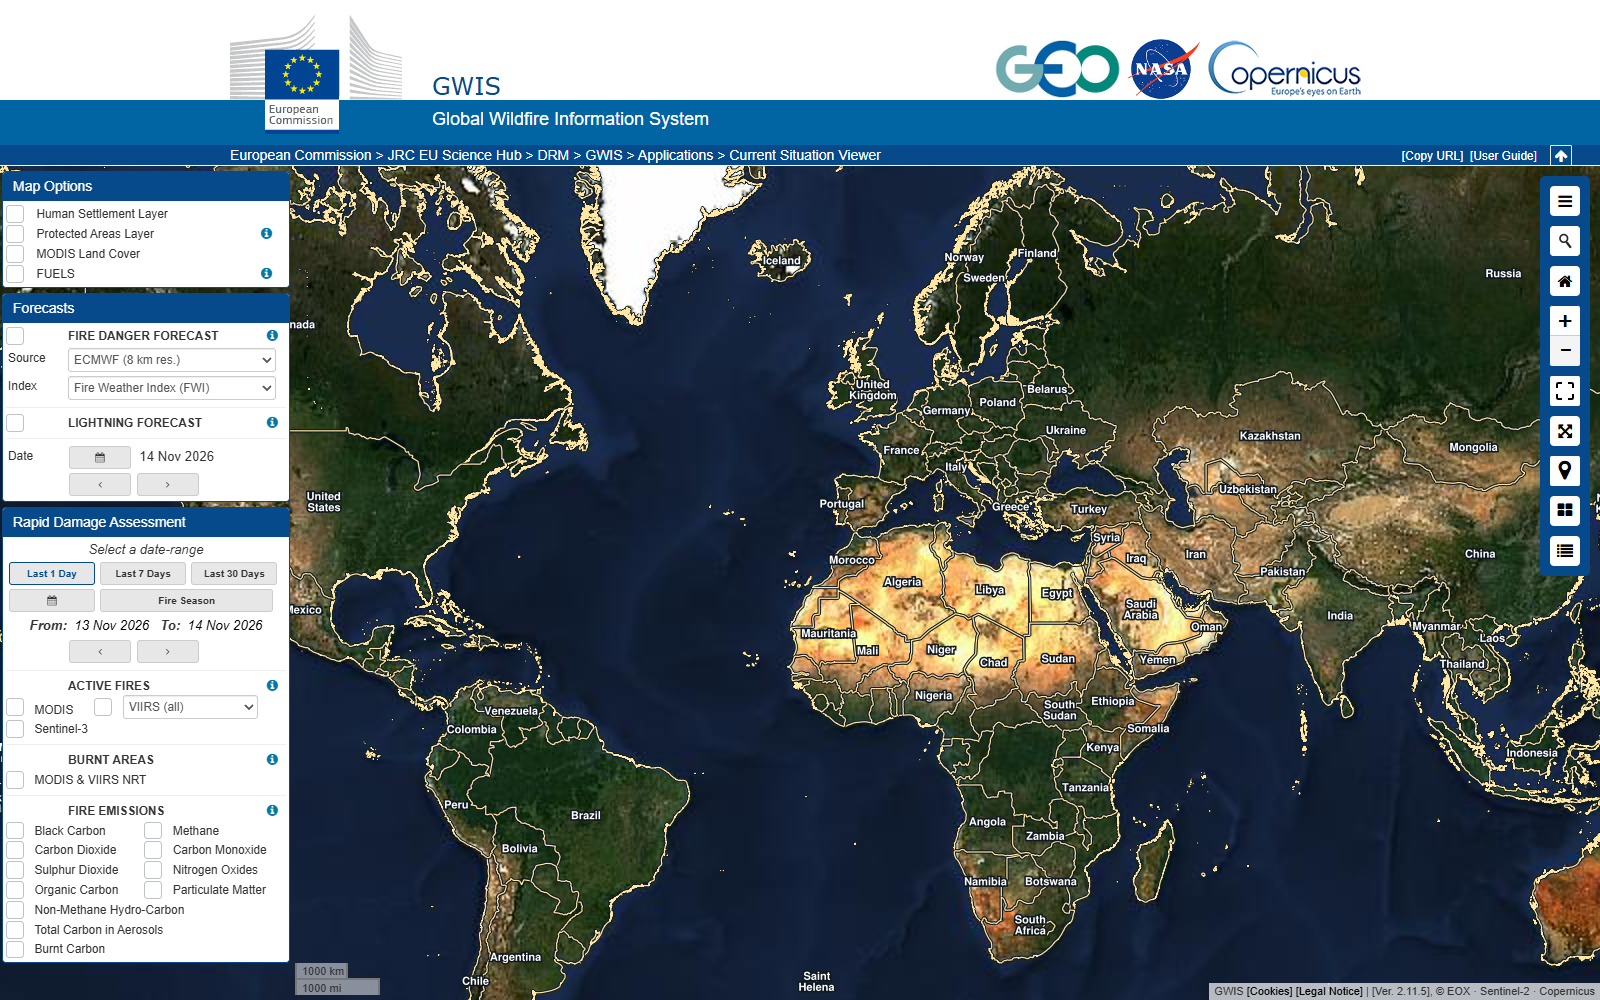 European
Commission
GWIS
Global Wildfire Information System
GEO
NASA
opernicus
Europe's eyes on Earth
European Commission > JRC EU Science Hub > DRM > GWIS > Applications > Current Situation Viewer
[Copy URL] [User Guide]
Map Options
Human Settlement Layer
Protected Areas Layer
MODIS Land Cover
FUELS
Forecasts
FIRE DANGER FORECAST
Source ECMWF (8 km res.)
Index Fire Weather Index (FWI)
LIGHTNING FORECAST
Date 14 Nov 2026
Rapid Damage Assessment
Select a date-range
Last 1 Day Last 7 Days Last 30 Days
Fire Season
From: 13 Nov 2026 To: 14 Nov 2026
ACTIVE FIRES
MODIS VIIRS (all)
Sentinel-3
BURNT AREAS
MODIS & VIIRS NRT
FIRE EMISSIONS
Black Carbon Methane
Carbon Dioxide Carbon Monoxide
Sulphur Dioxide Nitrogen Oxides
Organic Carbon Particulate Matter
Non-Methane Hydro-Carbon
Total Carbon in Aerosols
Burnt Carbon
Iceland
Norway
Finland
Sweden
Russia
nada
United
Kingdom
Belarus
Poland
Germany
Ukraine
Kazakhstan
Mongolia
France
Italy
Uzbekistan
United
States
Portugal
Greece
Turkey
Syria
Iraq
Iran
China
Morocco
Pakistan
Algeria
Libya
Egypt
Saudi
Arabia
Mexico
India
Oman
Myanmar
Mauritania
Laos
Mali
Niger
Chad
Sudan
Yemen
Thailand
Nigeria
Ethiopia
South
Sudan
Venezuela
Colombia
Somalia
Kenya
Indonesia
Tanzania
Peru
Brazil
Angola
Zambia
Bolivia
Namibia
Botswana
South
Africa
Argentina
Chile
Saint
Helena
1000 km
1000 mi
GWIS [Cookies] [Legal Notice] | [Ver. 2.11.5], © EOX · Sentinel-2 · Copernicus